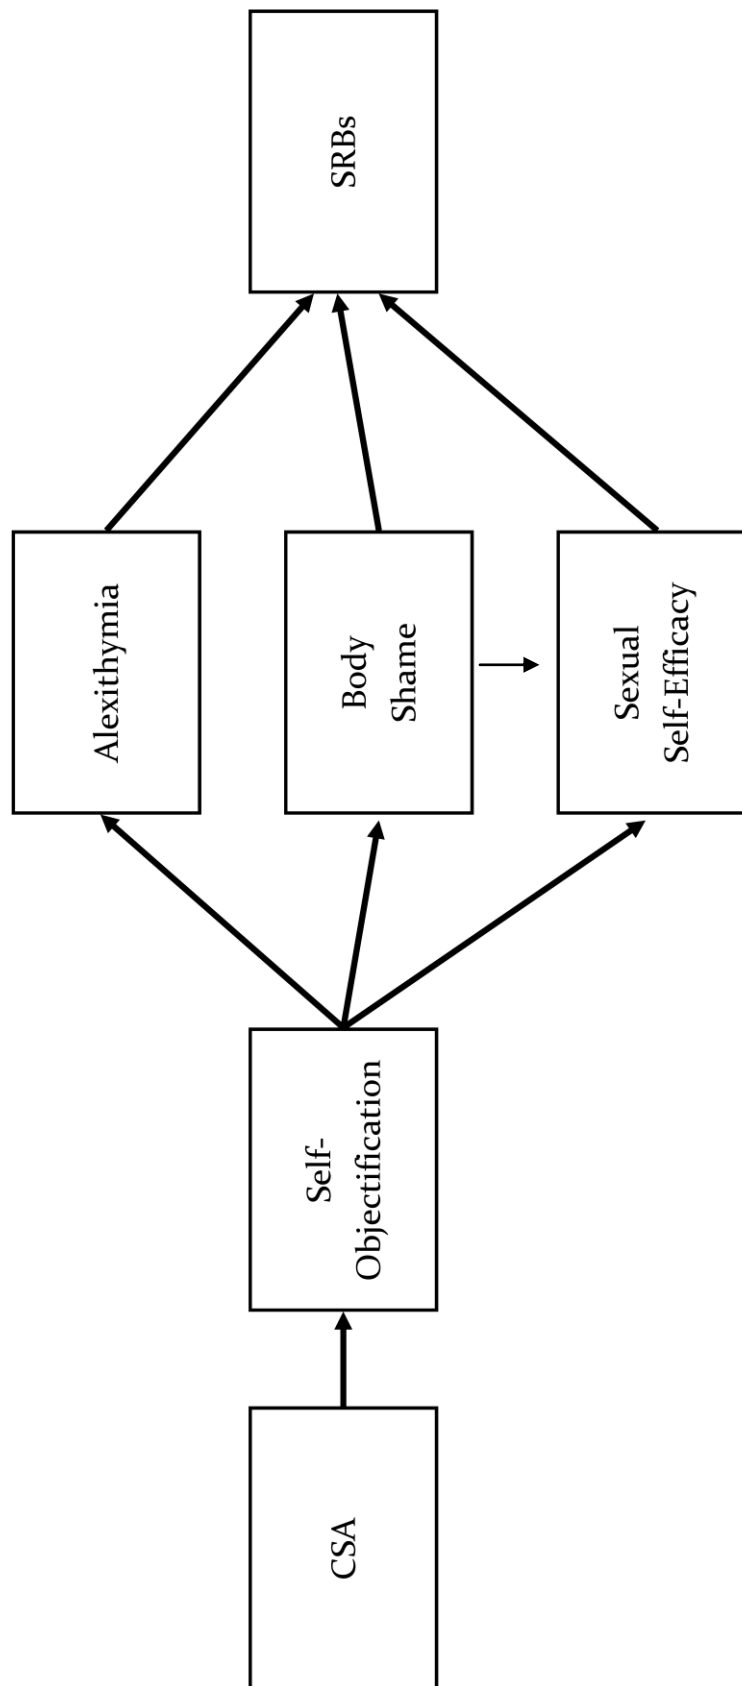 CSA
Self-
Objectification
Alexithymia
Body
Shame
Sexual
Self-Efficacy
SRBs